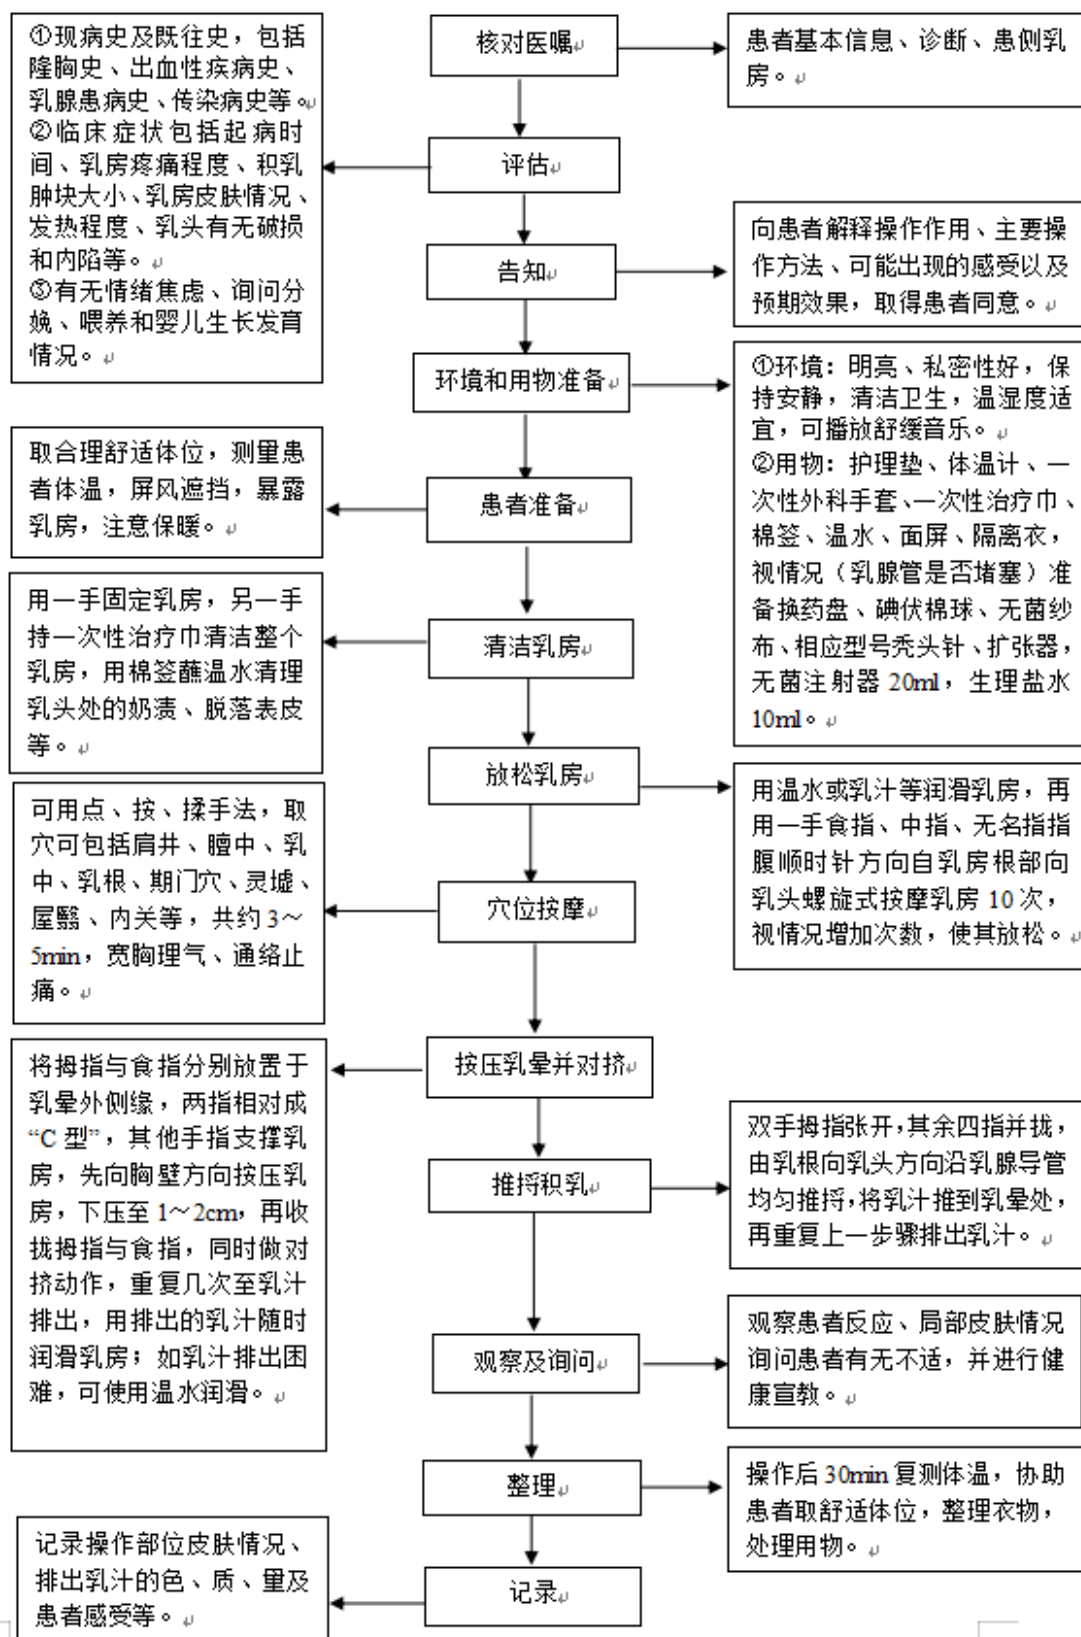 核对医嘱
患者基本信息、诊断、患侧乳
房。
①现病史及既往史，包括
隆胸史、出血性疾病史、
乳腺患病史、传染病史等。
②临床症状包括起病时
间、乳房疼痛程度、积乳
肿块大小、乳房皮肤情况、
发热程度、乳头有无破损
和内陷等。
③有无情绪焦虑、询问分
娩、喂养和婴儿生长发育
情况。
评估
告知
向患者解释操作作用、主要操
作方法、可能出现的感受以及
预期效果，取得患者同意。
环境和用物准备
①环境：明亮、私密性好，保
持安静，清洁卫生，温湿度适
宜，可播放舒缓音乐。
②用物：护理垫、体温计、一
次性外科手套、一次性治疗巾、
棉签、温水、面屏、隔离衣，
视情况（乳腺管是否堵塞）准
备换药盘、碘伏棉球、无菌纱
布、相应型号秃头针、扩张器，
无菌注射器 20ml，生理盐水
10ml。
取合理舒适体位，测量患
者体温，屏风遮挡，暴露
乳房，注意保暖。
患者准备
用一手固定乳房，另一手
持一次性治疗巾清洁整个
乳房，用棉签蘸温水清理
乳头处的奶渍、脱落表皮
等。
清洁乳房
放松乳房
用温水或乳汁等润滑乳房，再
用一手食指、中指、无名指指
腹顺时针方向自乳房根部向
乳头螺旋式按摩乳房 10 次，
视情况增加次数，使其放松。
可用点、按、揉手法，取
穴可包括肩井、膻中、乳
中、乳根、期门穴、灵墟、
屋翳、内关等，共约 3～
5min，宽胸理气、通络止
痛。
穴位按摩
将拇指与食指分别放置于
乳晕外侧缘，两指相对成
“C 型”，其他手指支撑乳
房，先向胸壁方向按压乳
房，下压至 1～2cm，再收
拢拇指与食指，同时做对
挤动作，重复几次至乳汁
排出，用排出的乳汁随时
润滑乳房；如乳汁排出困
难，可使用温水润滑。
按压乳晕并对挤
推捋积乳
双手拇指张开，其余四指并拢，
由乳根向乳头方向沿乳腺导管
均匀推捋，将乳汁推到乳晕处，
再重复上一步骤排出乳汁。
观察及询问
观察患者反应、局部皮肤情况
询问患者有无不适，并进行健
康宣教。
整理
操作后 30min 复测体温，协助
患者取舒适体位，整理衣物，
处理用物。
记录操作部位皮肤情况、
排出乳汁的色、质、量及
患者感受等。
记录